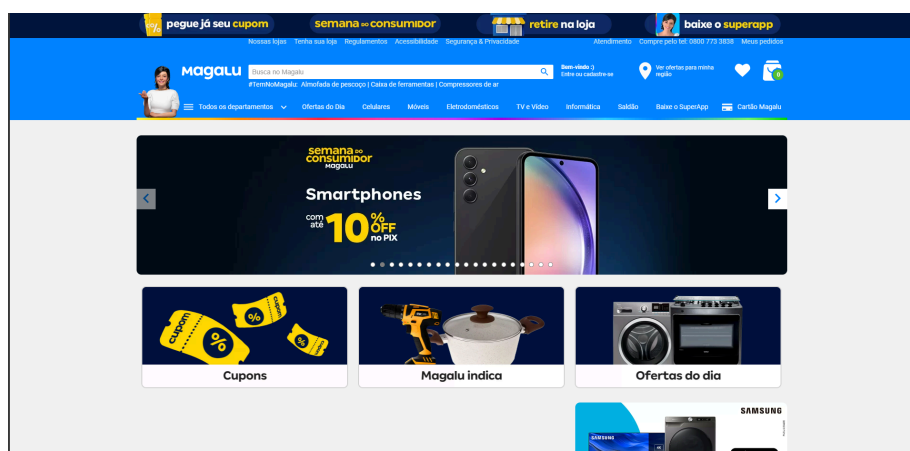 pegue já seu cupom
semana do consumidor
retire na loja
baixe o superapp
Nossas lojas Tenha sua loja Regulamentos Acessibilidade Segurança & Privacidade Atendimento Compre pelo tel: 0800 773 3838 Meus pedidos
Magalu
Busca no Magalu
Bem-vindo :)
Entre ou cadastre-se
Ver ofertas para minha
região
0
#TemNoMagalu: Almofada de pescoço | Caixa de ferramentas | Compressores de ar
Todos os departamentos Ofertas do Dia Celulares Móveis Eletrodomésticos TV e Vídeo Informática Saldão Baixe o SuperApp Cartão Magalu
semana do
consumidor
Magalu
Smartphones
com
até
10%
OFF
no PIX
cupom
%
%
%
Cupons
Magalu indica
Ofertas do dia
SAMSUNG
SAMSUNG